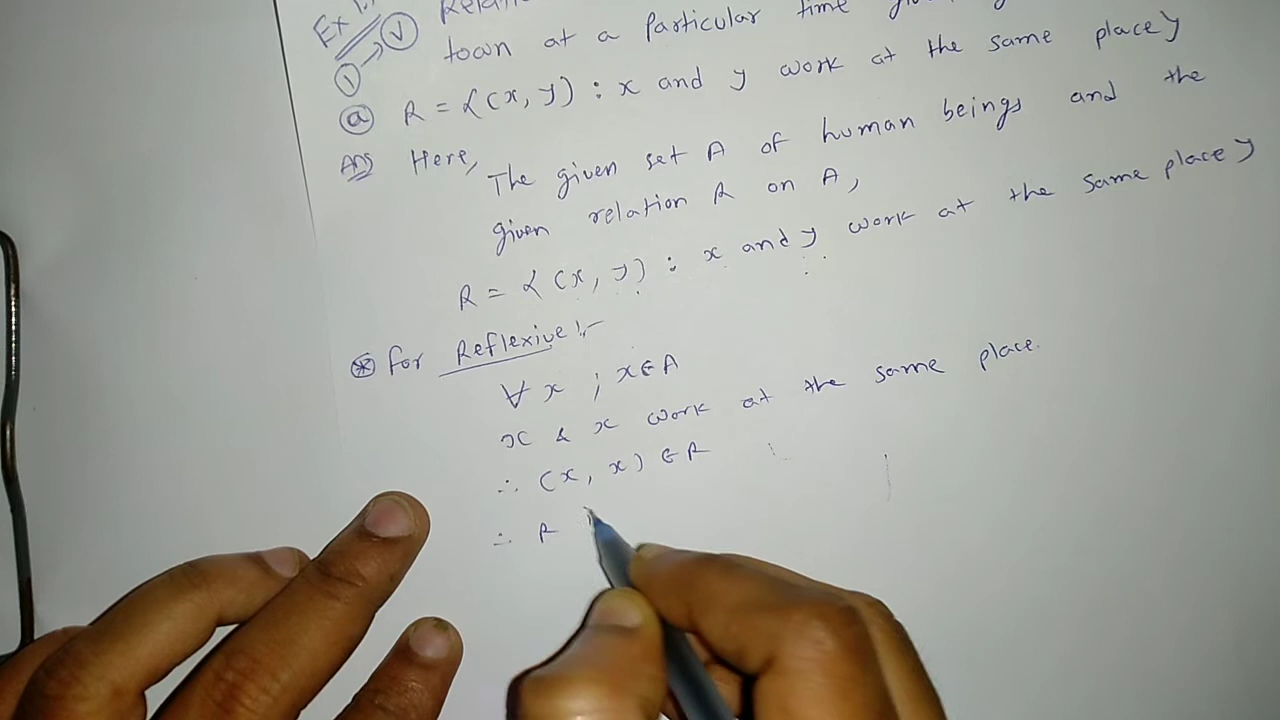 Ex 1.
① → ⓥ Relati
town at a particular time
ⓐ R = {(x, y) : x and y work at the same place}
Ans Here,
The given set A of human beings and the
given relation R on A,
R = {(x, y) : x and y work at the same place}
⊛ for Reflexive :-
∀ x ; x ∈ A
x & x work at the same place.
∴ (x, x) ∈ R
∴ R